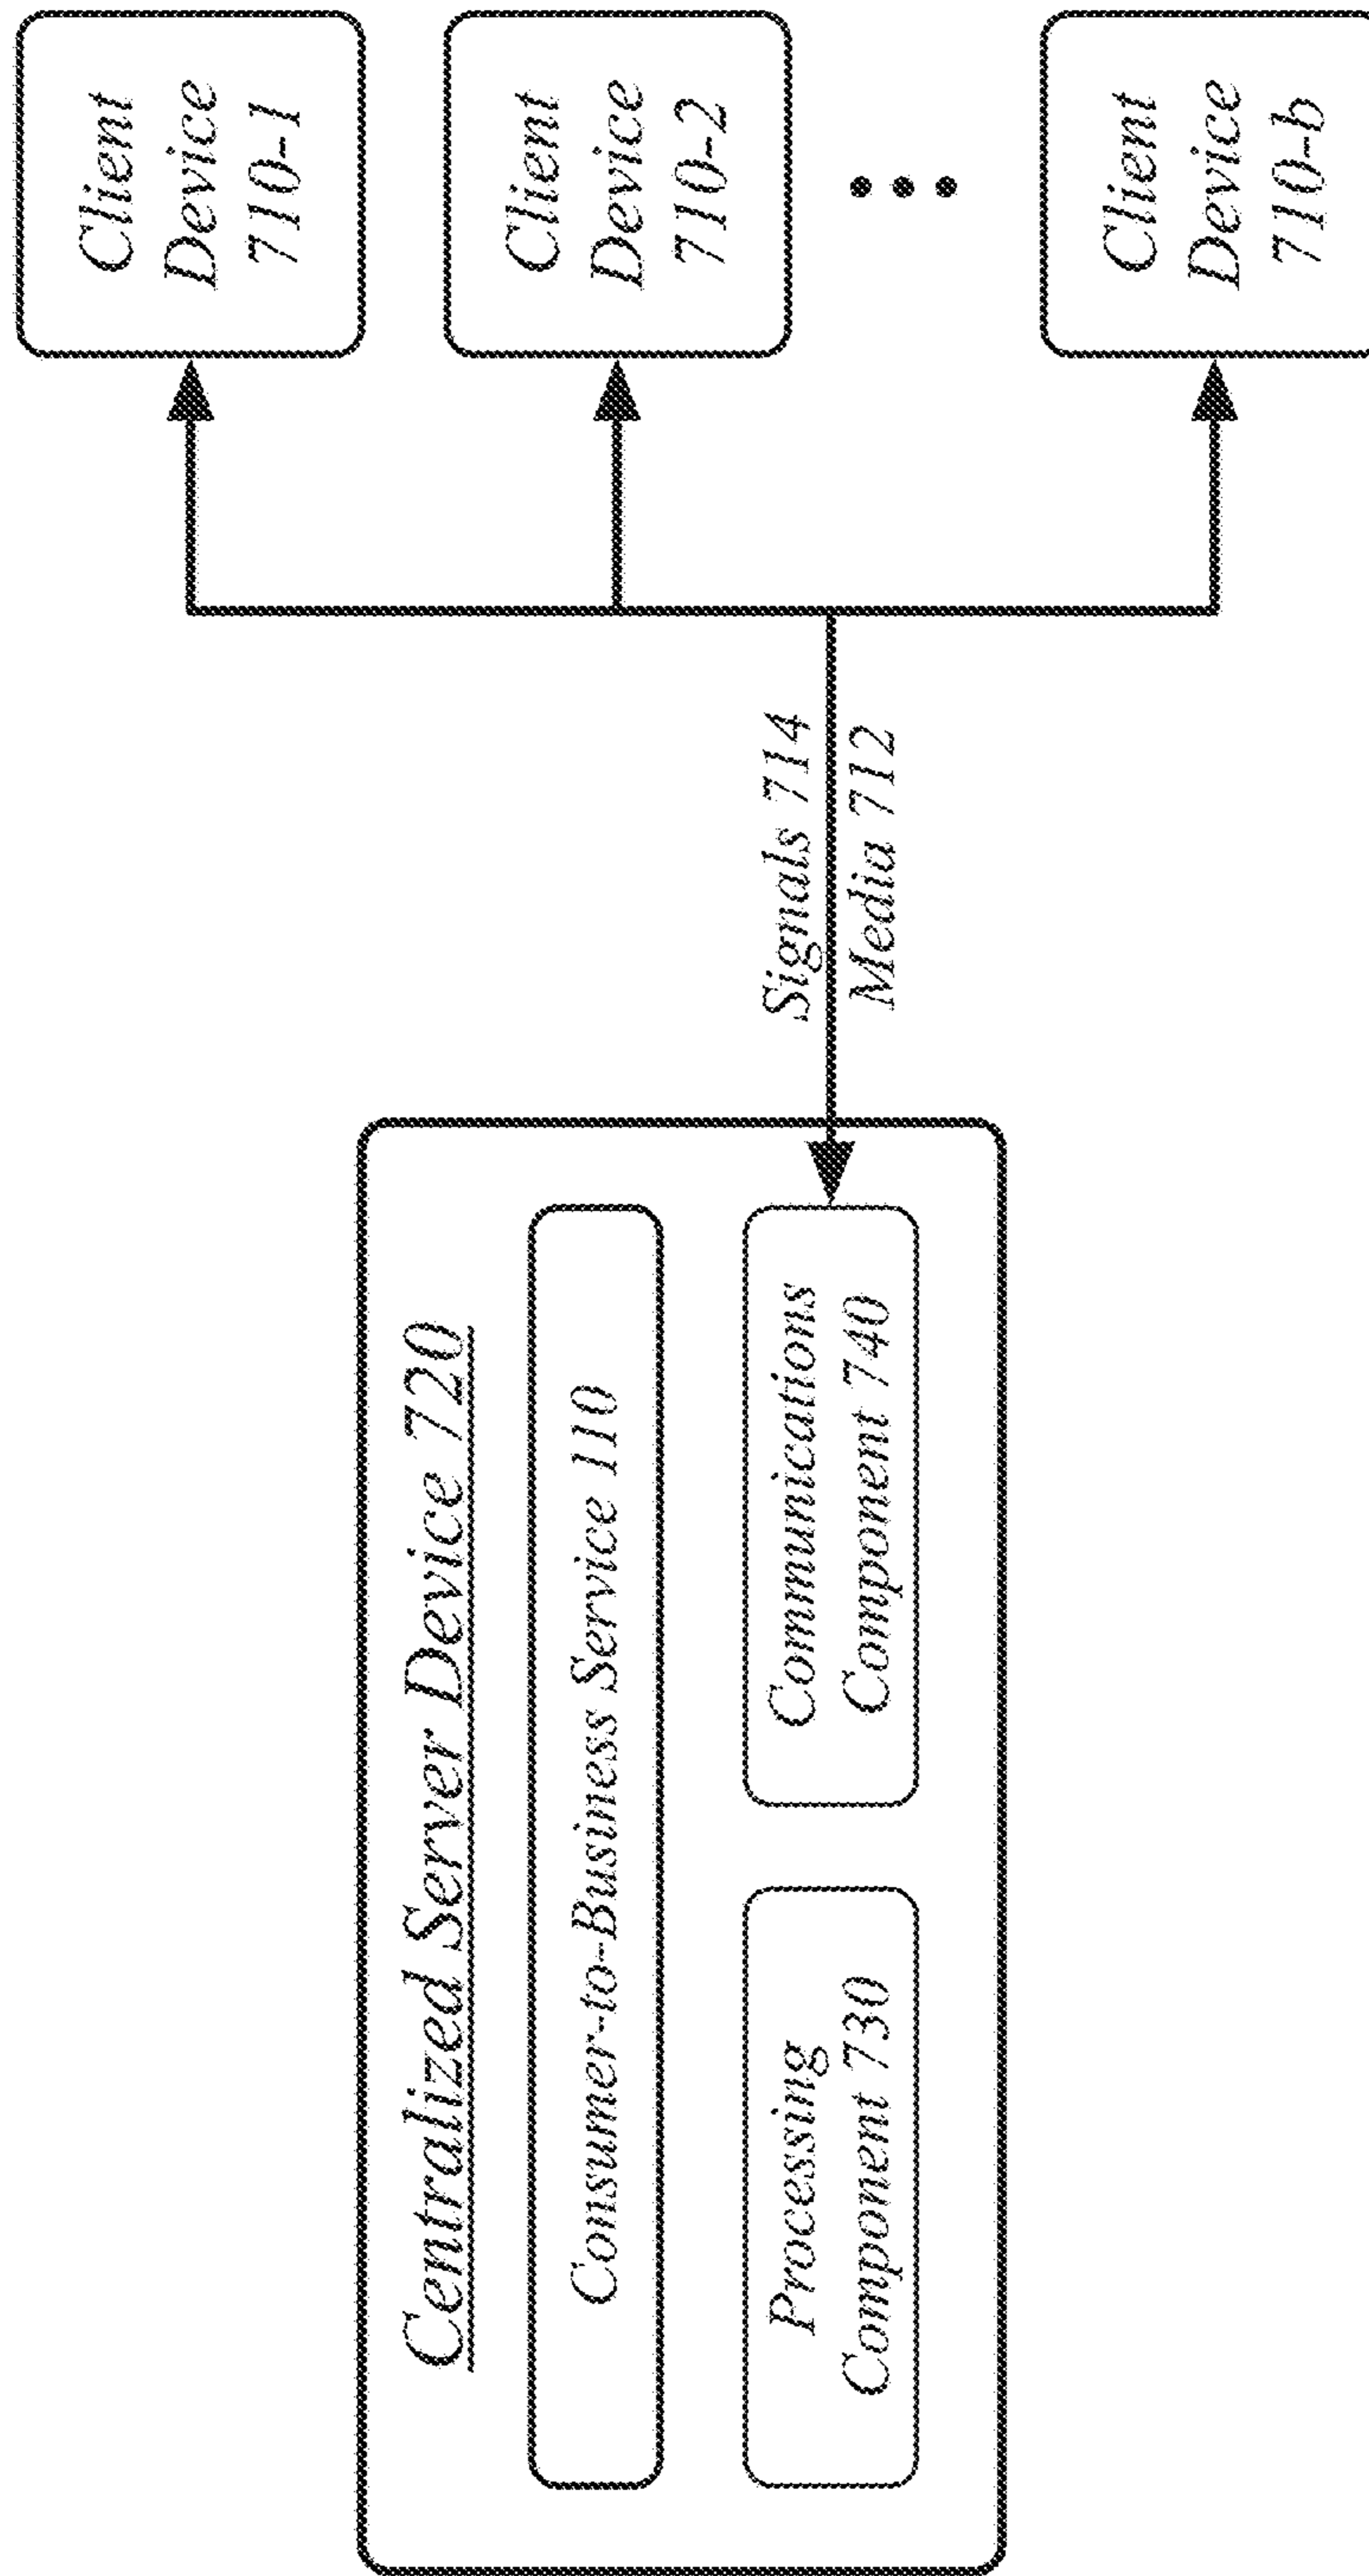 Centralized Server Device 720
Consumer-to-Business Service 110
Processing
Component 730
Communications
Component 740
Signals 714
Media 712
Client
Device
710-1
Client
Device
710-2
Client
Device
710-b